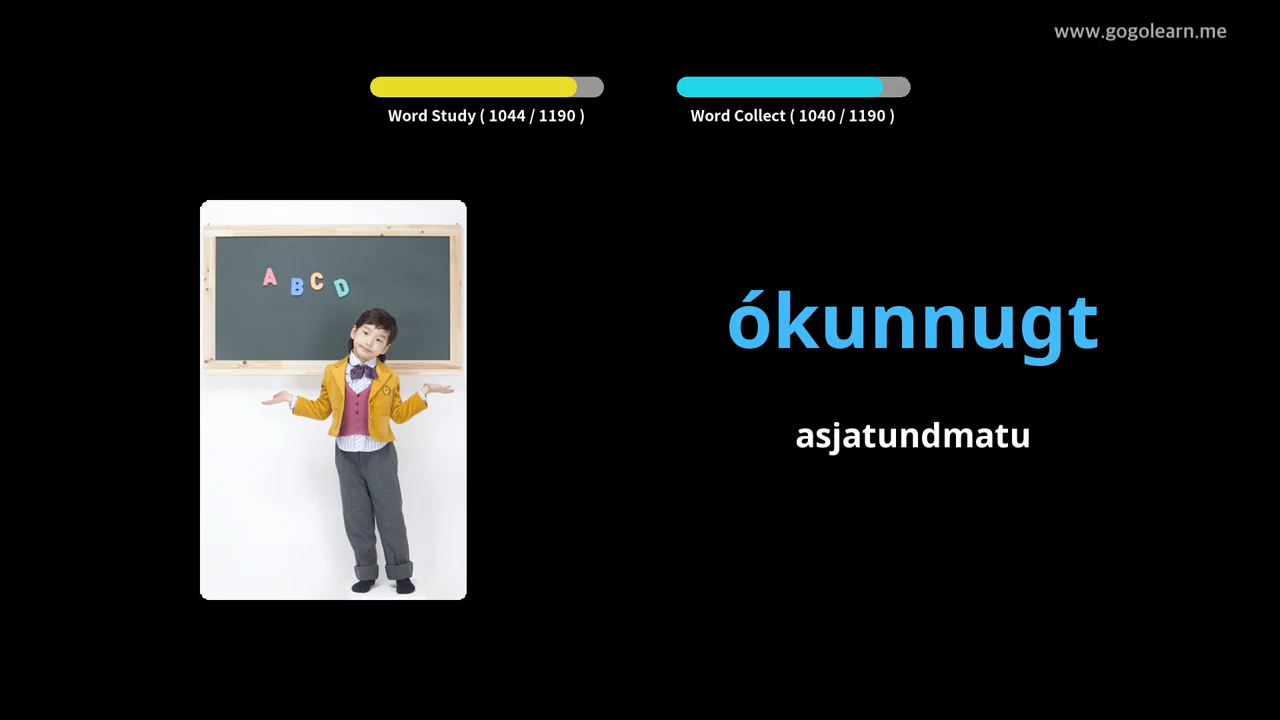 www.gogolearn.me
Word Study ( 1044 / 1190 )
Word Collect ( 1040 / 1190 )
A B C D
ókunnugt
asjatundmatu